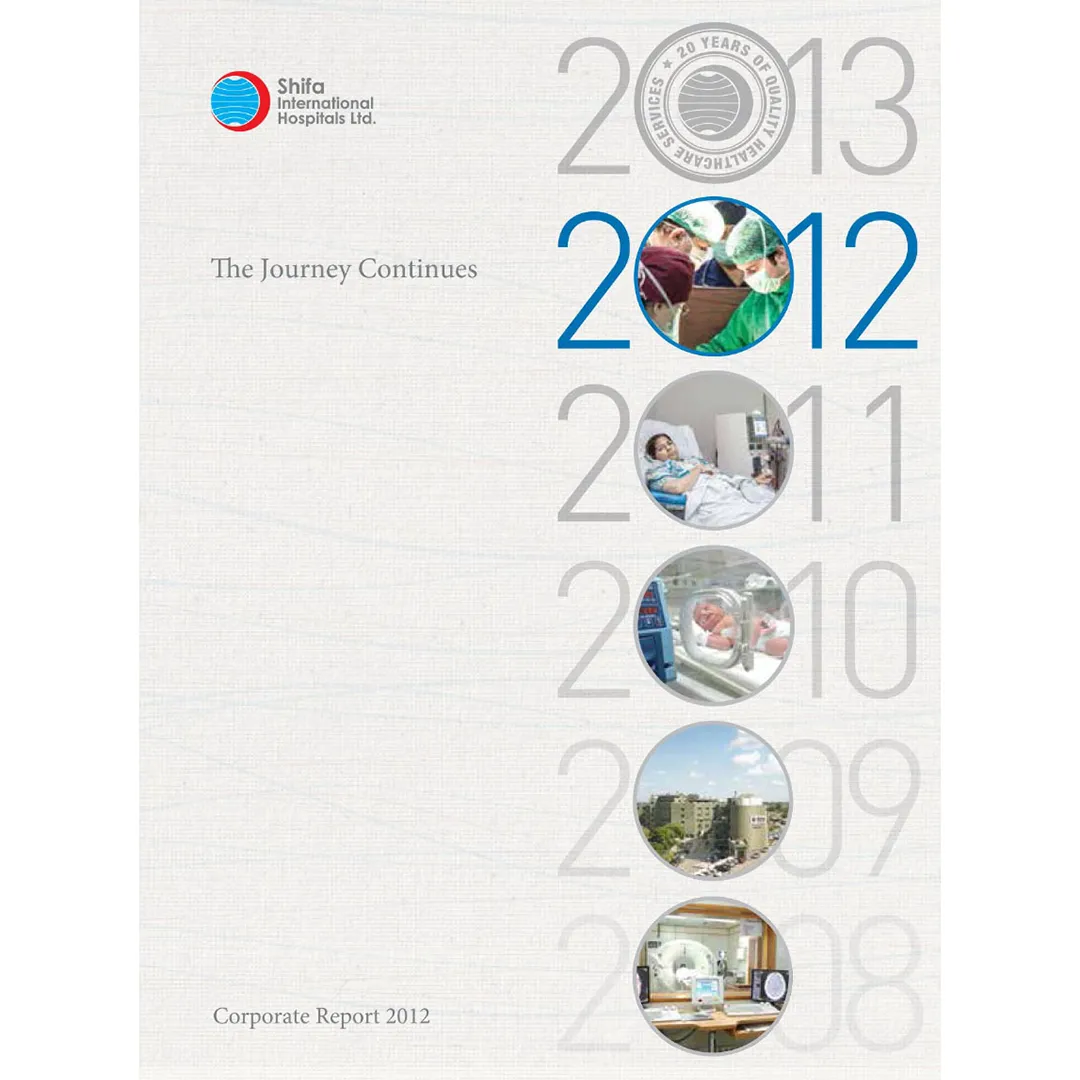 Shifa
International
Hospitals Ltd.
The Journey Continues
2013
★ 20 YEARS OF QUALITY HEALTHCARE SERVICES
2012
2011
2010
2009
2008
Corporate Report 2012